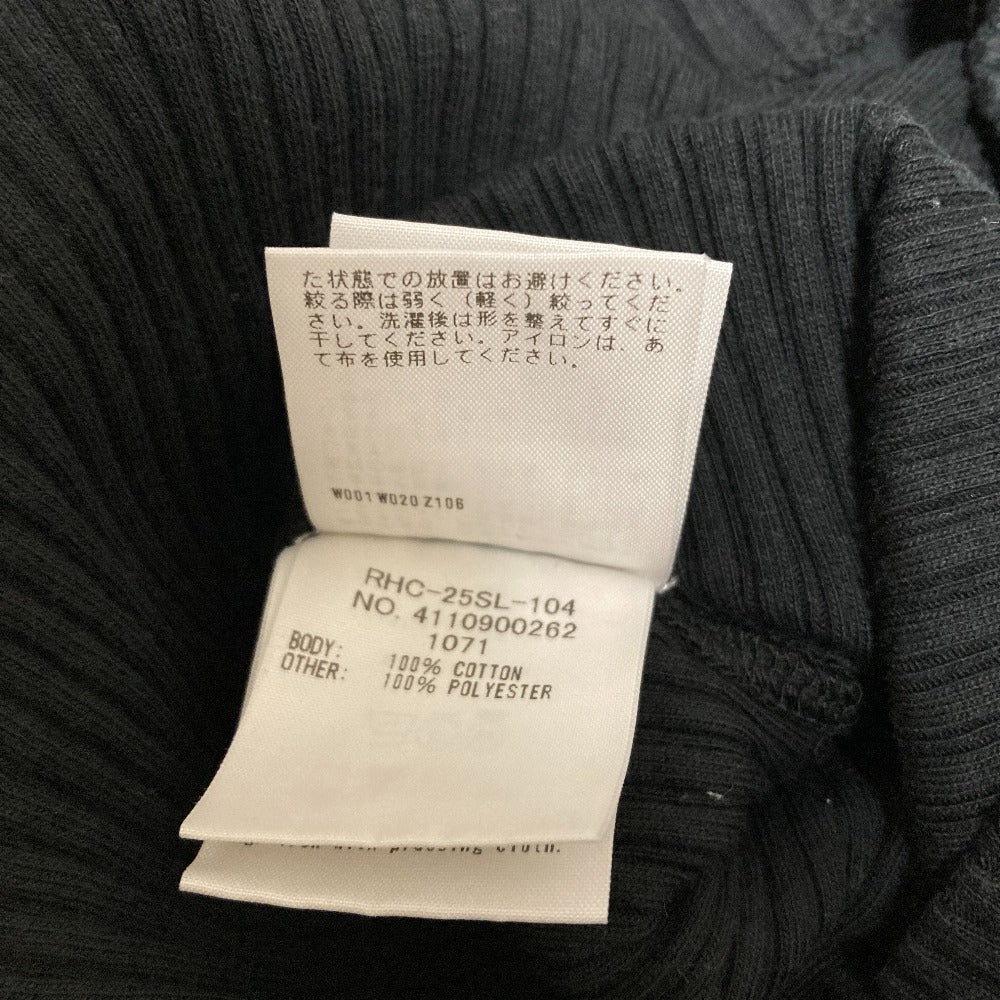 た状態での放置はお避けください。
絞る際は弱く（軽く）絞ってくだ
さい。洗濯後は形を整えてすぐに
干してください。アイロンは、あ
て布を使用してください。
W001 W020 Z106
RHC-25SL-104
NO. 4110900262
1071
BODY: 100% COTTON
OTHER: 100% POLYESTER
with pressing cloth.